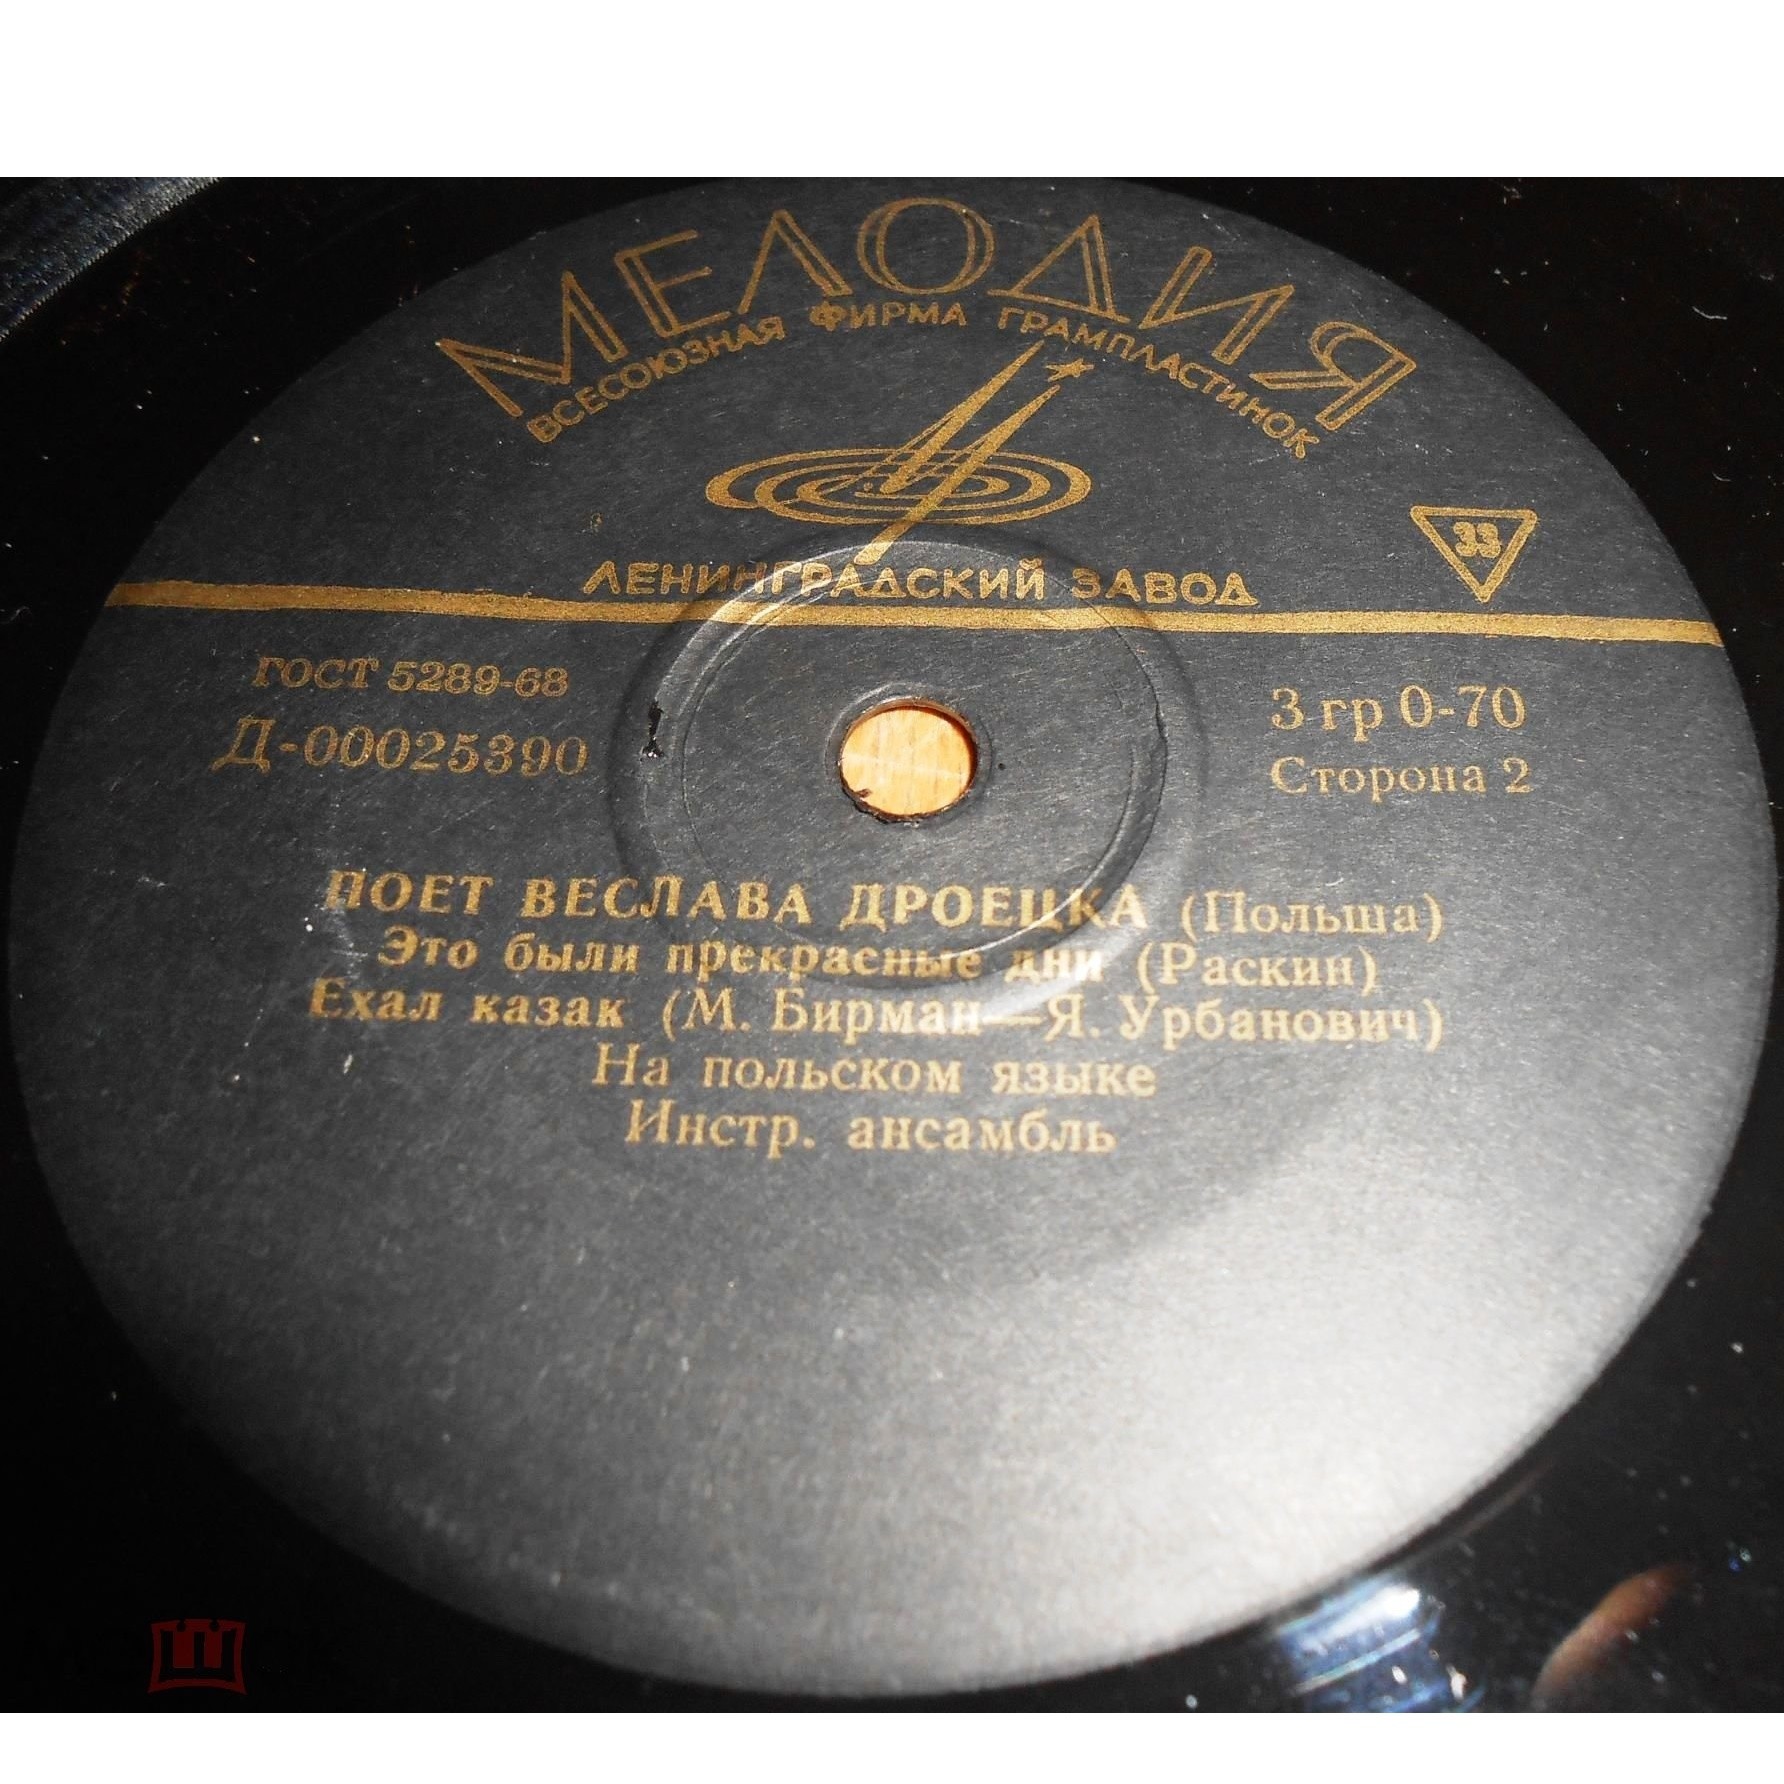 МЕЛОДИЯ
ВСЕСОЮЗНАЯ ФИРМА ГРАМПЛАСТИНОК
33
ЛЕНИНГРАДСКИЙ ЗАВОД
ГОСТ 5289-68
Д-00025390
3 гр 0-70
Сторона 2
ПОЕТ ВЕСЛАВА ДРОЕЦКА (Польша)
Это были прекрасные дни (Раскин)
Ехал казак (М. Бирман—Я. Урбанович)
На польском языке
Инстр. ансамбль